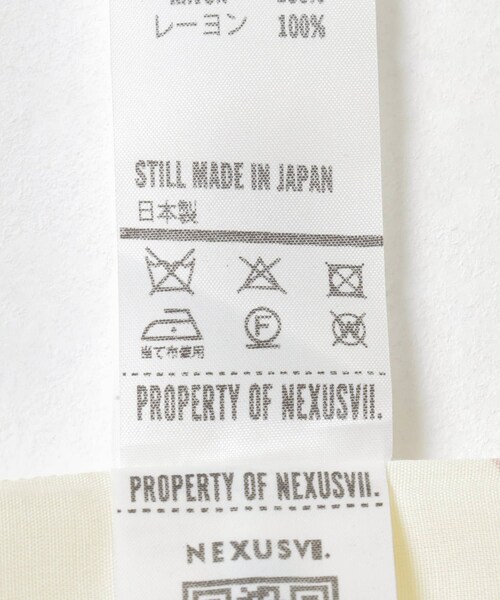 レーヨン 100%
STILL MADE IN JAPAN
日本製
F W
当て布使用
PROPERTY OF NEXUSVII.
PROPERTY OF NEXUSVII.
NEXUSVII.